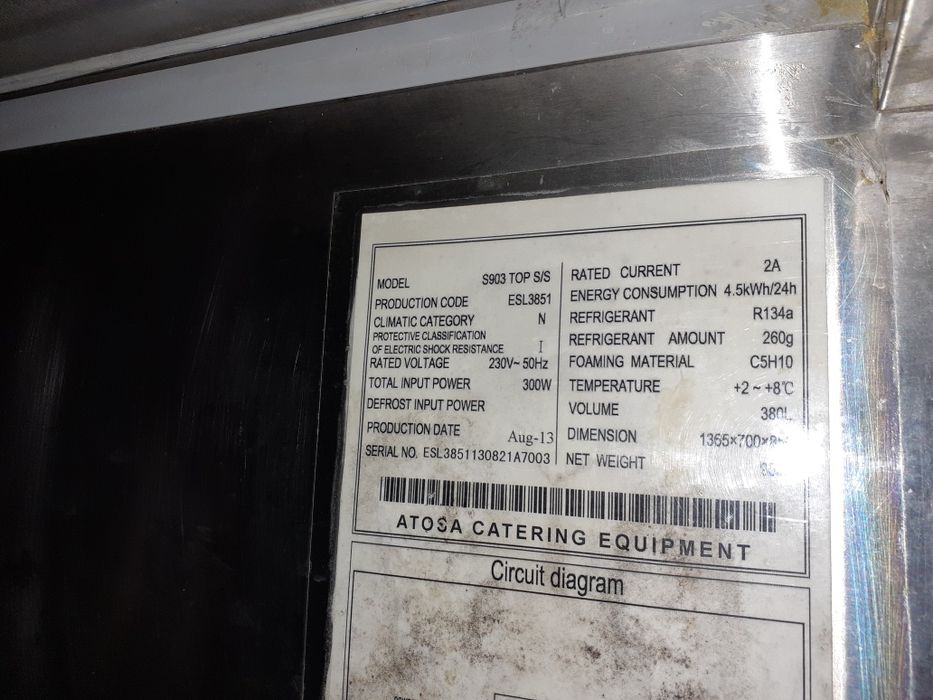 MODEL S903 TOP S/S
PRODUCTION CODE ESL3851
CLIMATIC CATEGORY N
PROTECTIVE CLASSIFICATION
OF ELECTRIC SHOCK RESISTANCE I
RATED VOLTAGE 230V~50Hz
TOTAL INPUT POWER 300W
DEFROST INPUT POWER
PRODUCTION DATE Aug-13
SERIAL NO. ESL3851130821A7003
RATED CURRENT 2A
ENERGY CONSUMPTION 4.5kWh/24h
REFRIGERANT R134a
REFRIGERANT AMOUNT 260g
FOAMING MATERIAL C5H10
TEMPERATURE +2 ~ +8℃
VOLUME 380L
DIMENSION
NET WEIGHT
ATOSA CATERING EQUIPMENT
Circuit diagram